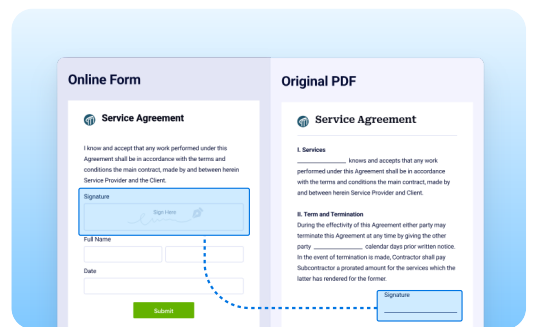 Online Form
Service Agreement
I know and accept that any work performed under this
Agreement shall be in accordance with the terms and
conditions the main contract, made by and between herein
Service Provider and the Client.
Signature
Sign Here
Full Name
Date
Submit
Original PDF
Service Agreement
I. Services
______________ knows and accepts that any work
performed under this Agreement shall be in accordance
with the terms and conditions the main contract, made by
and between herein Service Provider and the Client.
II. Term and Termination
During the effectivity of this Agreement either party may
terminate this Agreement at any time by giving the other
party ______________ calendar days prior written notice.
In the event of termination is made, Contractor shall pay
Subcontractor a prorated amount for the services which the
latter has rendered for the former.
Signature